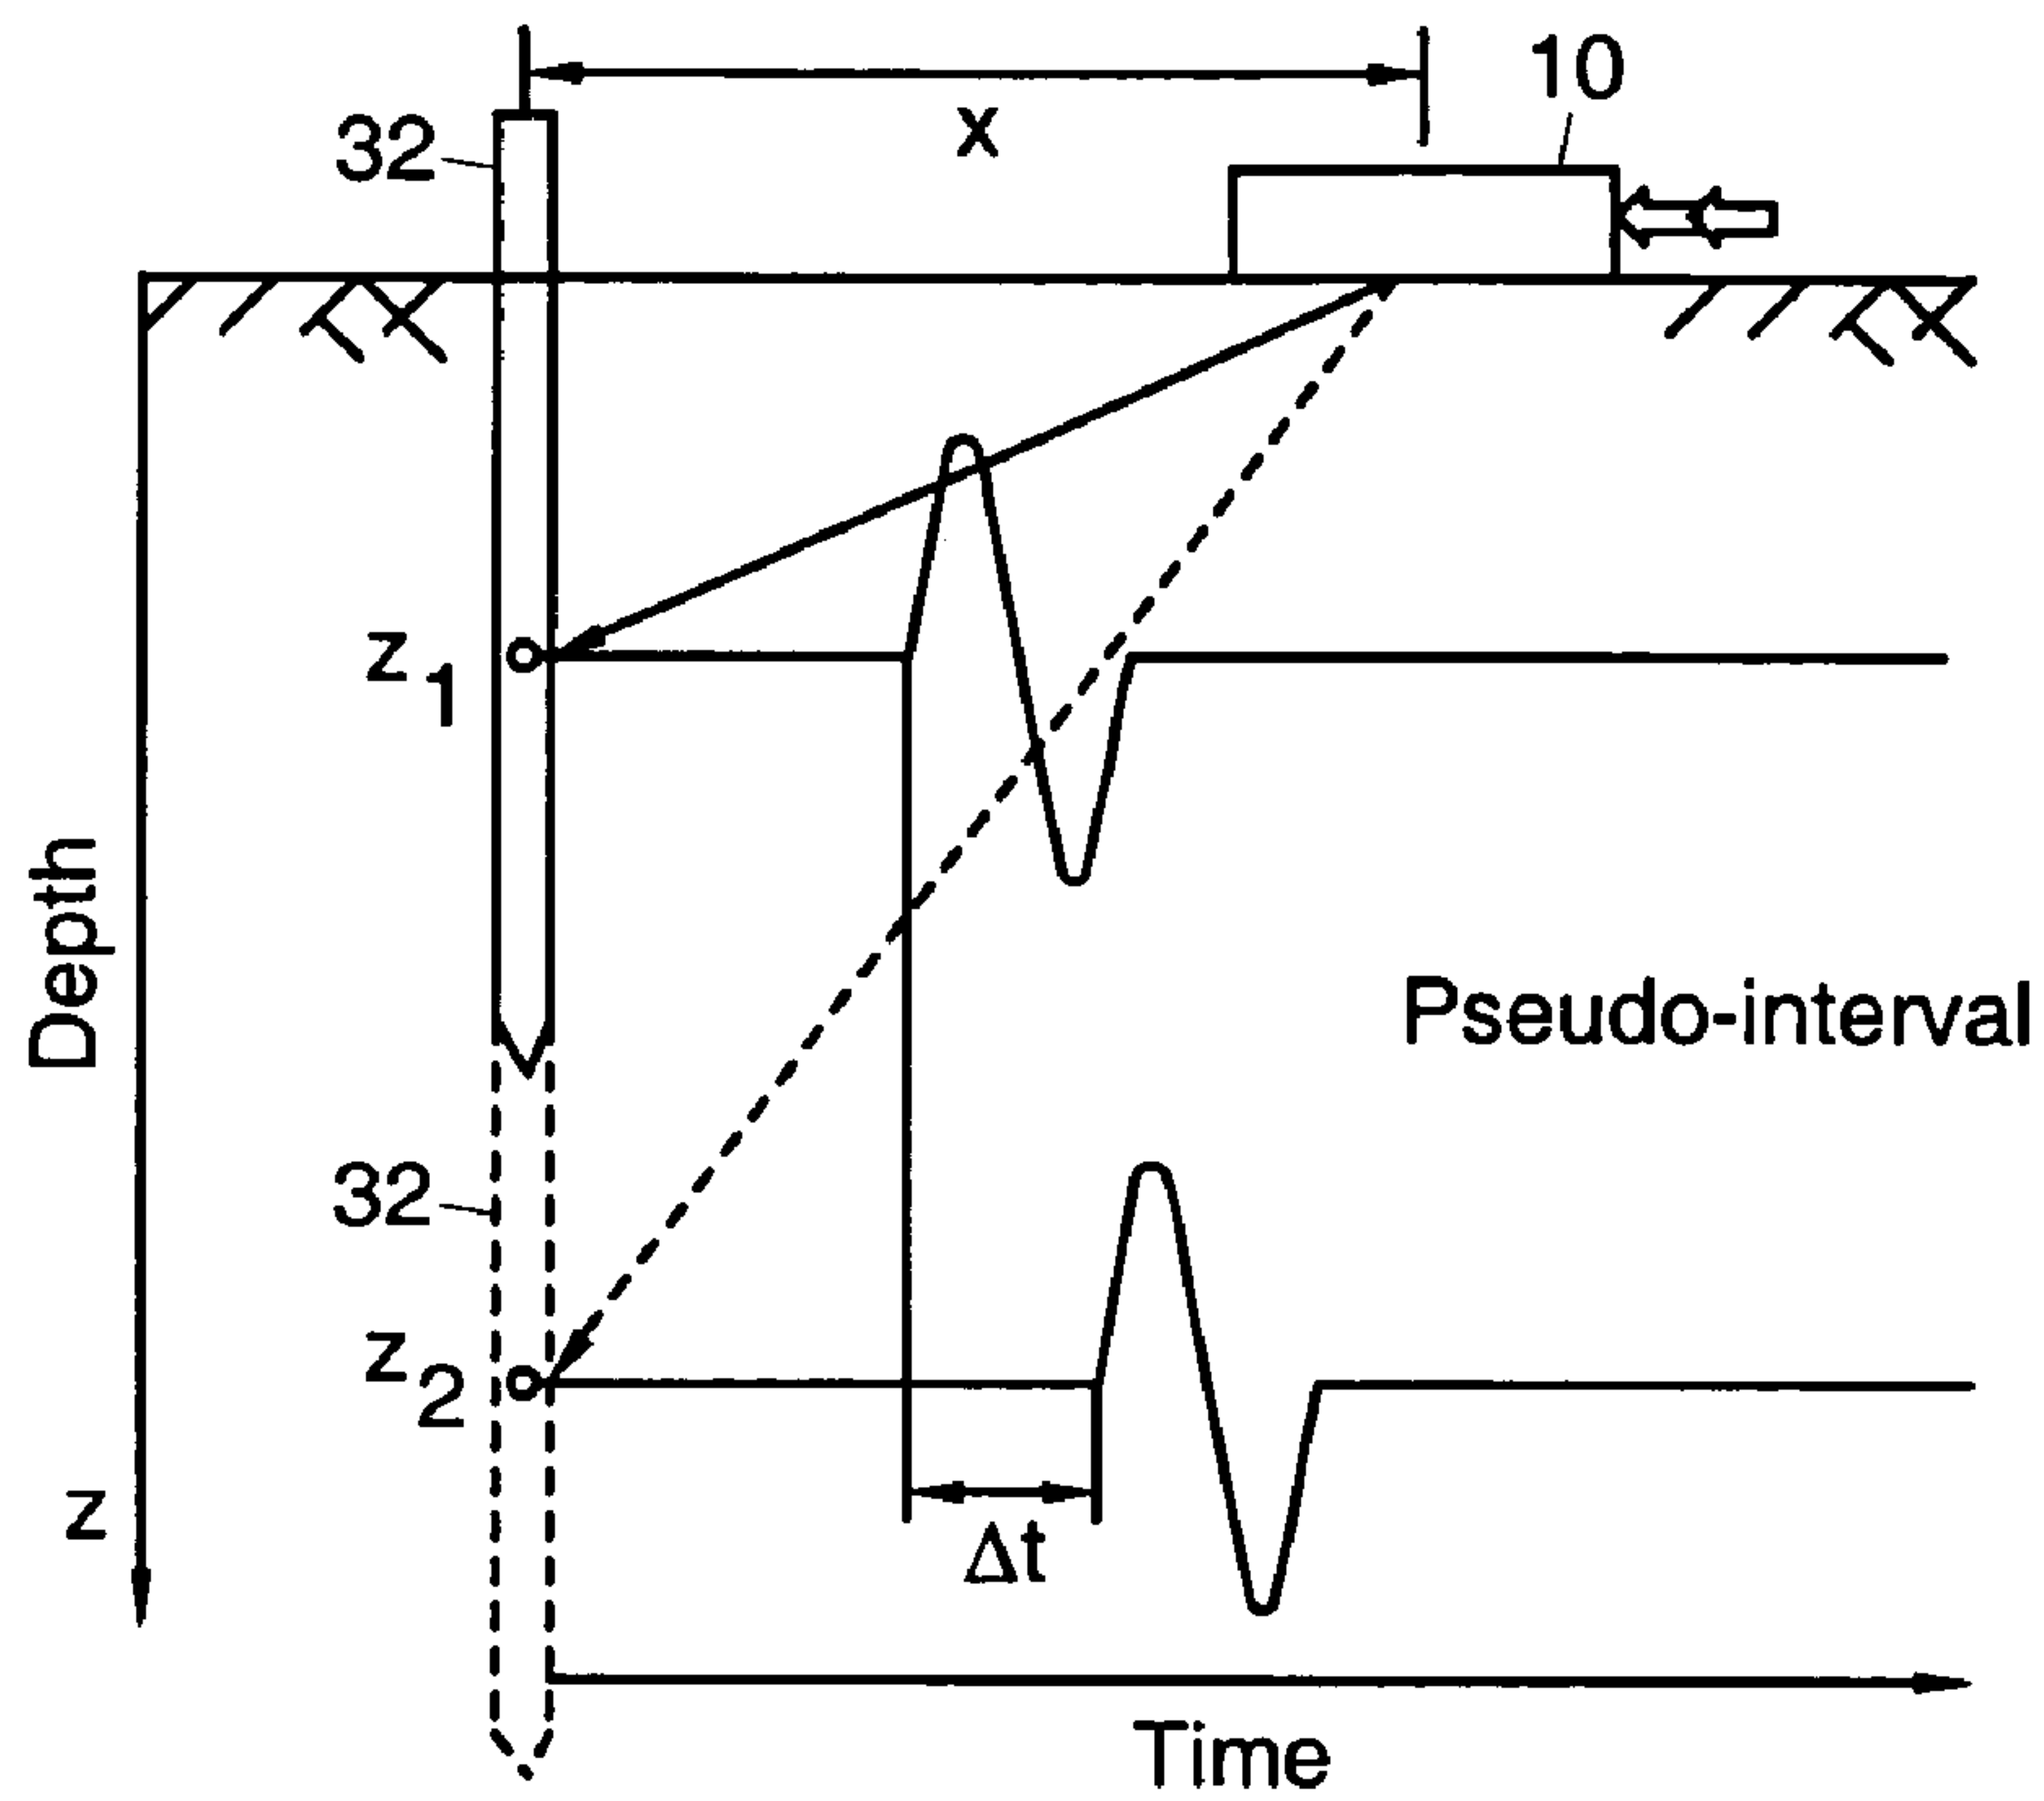 10
x
32
z1
Depth
Pseudo-interval
32
z2
z
Δt
Time